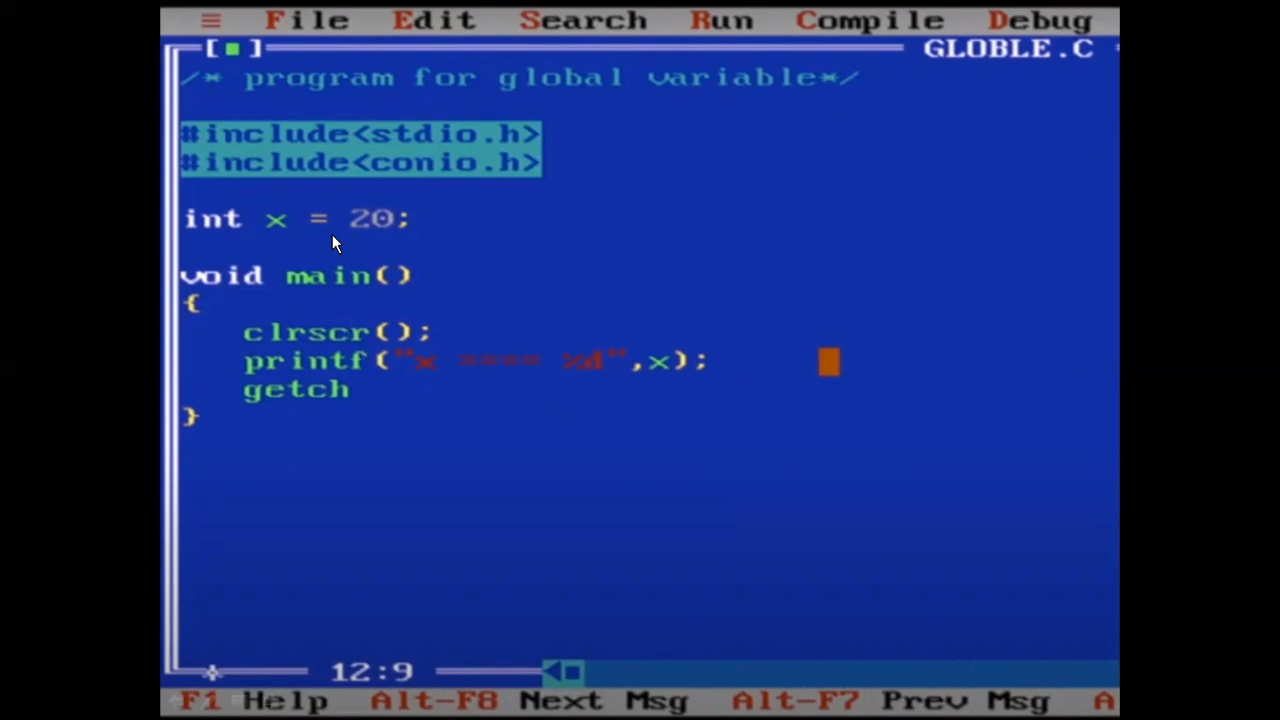 ≡ File Edit Search Run Compile Debug
[■] GLOBLE.C
/* program for global variable*/
#include<stdio.h>
#include<conio.h>
int x = 20;
void main()
{
clrscr();
printf("x ==== %d",x);
getch
}
12:9
F1 Help Alt-F8 Next Msg Alt-F7 Prev Msg A